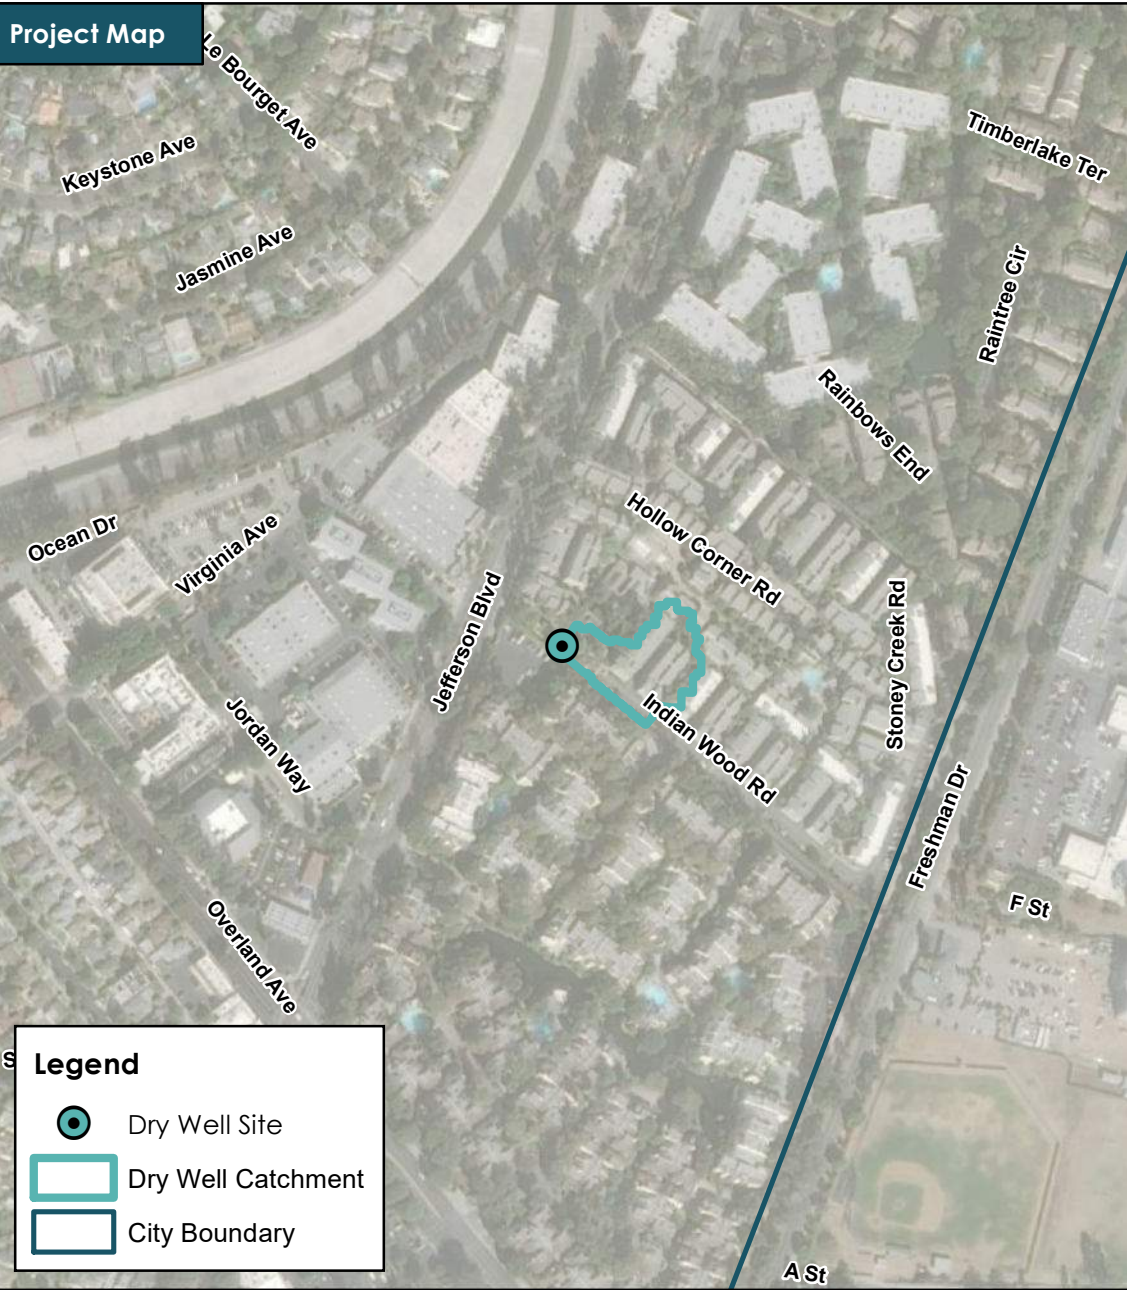 Project Map
Le Bourget Ave
Keystone Ave
Jasmine Ave
Timberlake Ter
Raintree Cir
Rainbows End
Hollow Corner Rd
Ocean Dr
Virginia Ave
Jefferson Blvd
Stoney Creek Rd
Indian Wood Rd
Jordan Way
Freshman Dr
Overland Ave
F St
S
Legend
Dry Well Site
Dry Well Catchment
City Boundary
A St